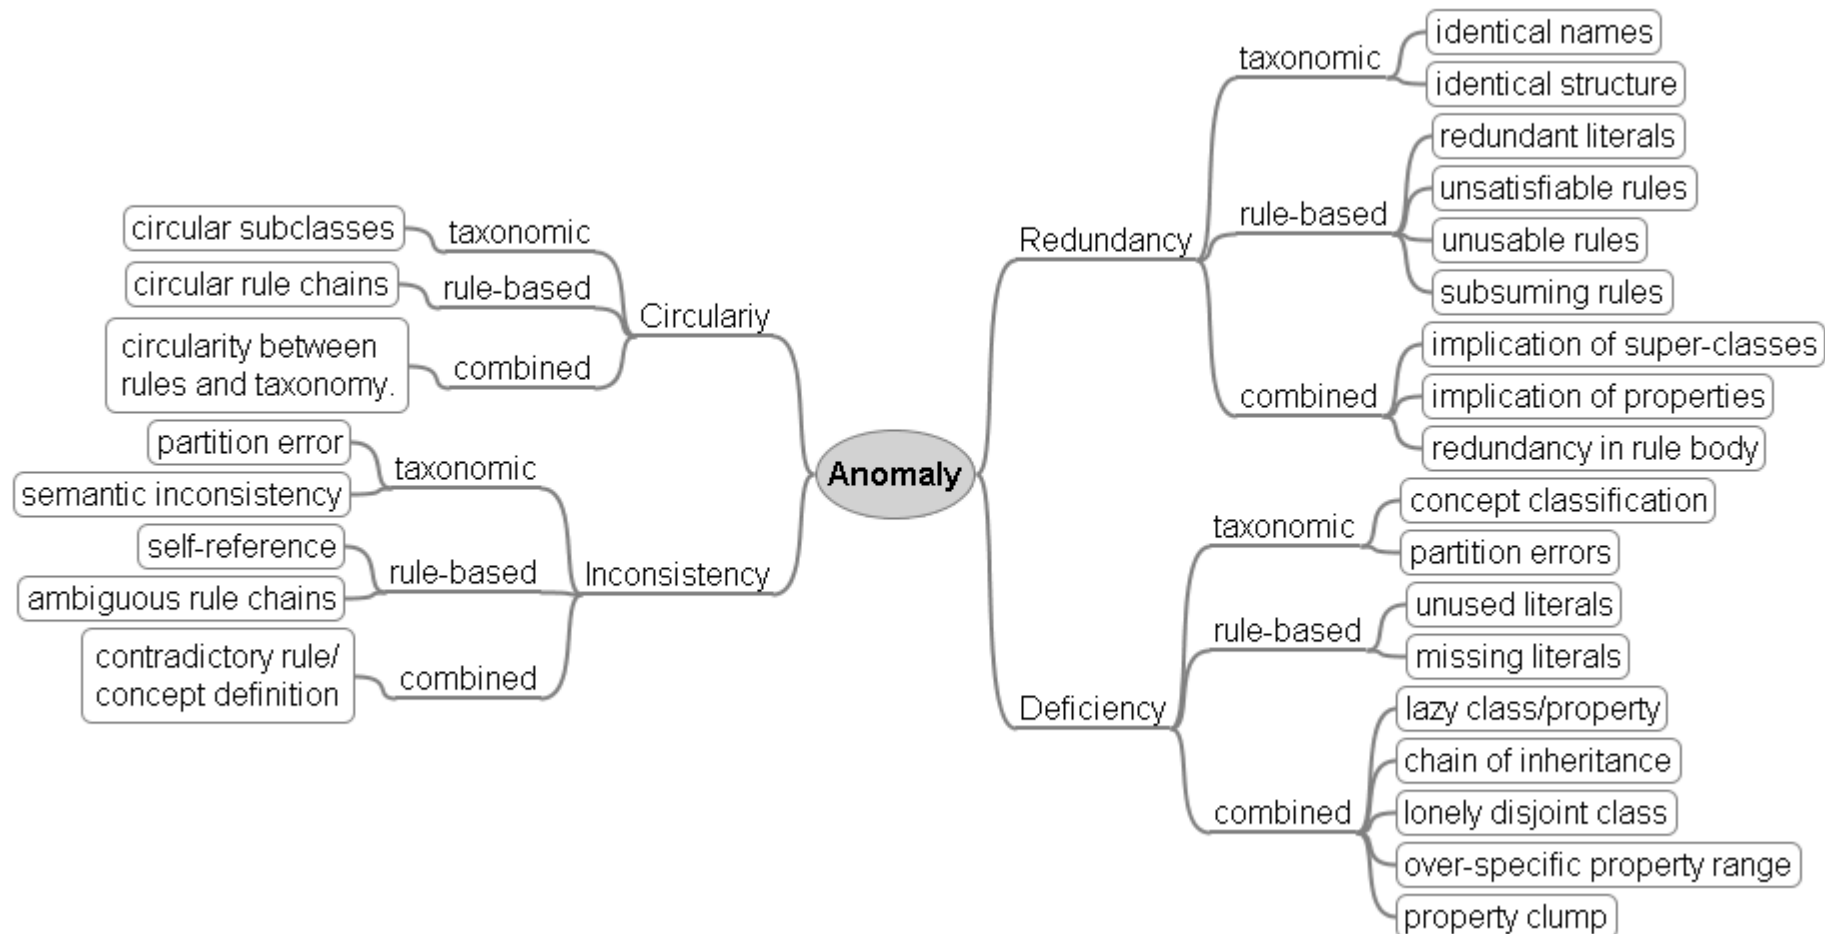 Anomaly
Circulariy
taxonomic
circular subclasses
rule-based
circular rule chains
combined
circularity between
rules and taxonomy.
Inconsistency
taxonomic
partition error
semantic inconsistency
rule-based
self-reference
ambiguous rule chains
combined
contradictory rule/
concept definition
Redundancy
taxonomic
identical names
identical structure
rule-based
redundant literals
unsatisfiable rules
unusable rules
subsuming rules
combined
implication of super-classes
implication of properties
redundancy in rule body
Deficiency
taxonomic
concept classification
partition errors
rule-based
unused literals
missing literals
combined
lazy class/property
chain of inheritance
lonely disjoint class
over-specific property range
property clump